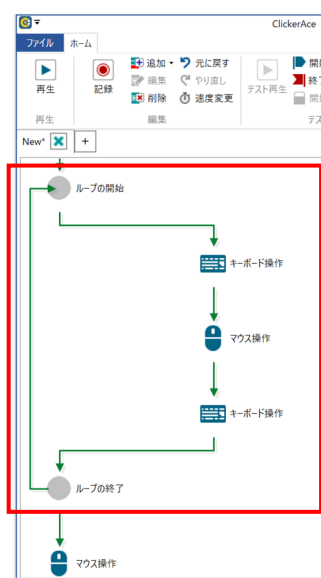 ClickerAce
ファイル ホーム
再生 記録 追加 元に戻す
編集 やり直し テスト再生
削除 速度変更
再生 編集
New* +
ループの開始
キーボード操作
マウス操作
キーボード操作
ループの終了
マウス操作